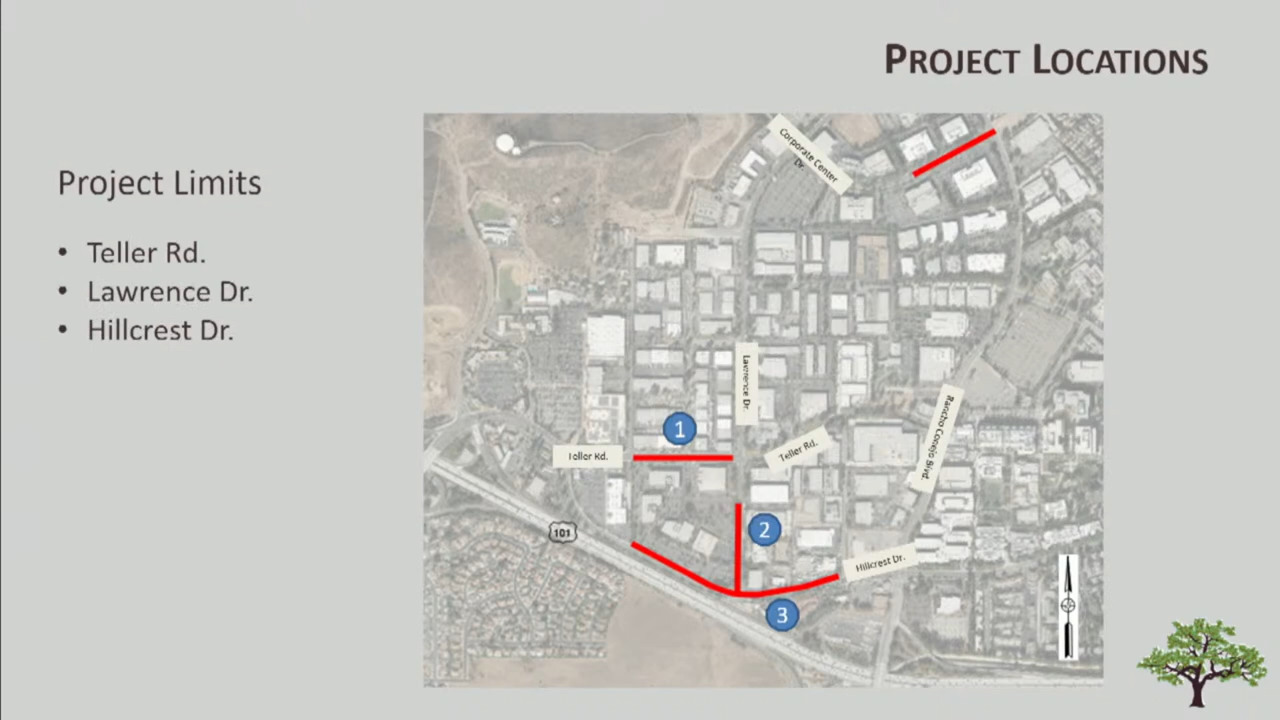 PROJECT LOCATIONS
Project Limits
• Teller Rd.
• Lawrence Dr.
• Hillcrest Dr.
Corporate Center
Dr.
Lawrence Dr.
1
Teller Rd.
Teller Rd.
Rancho Conejo Blvd.
2
101
Hillcrest Dr.
3